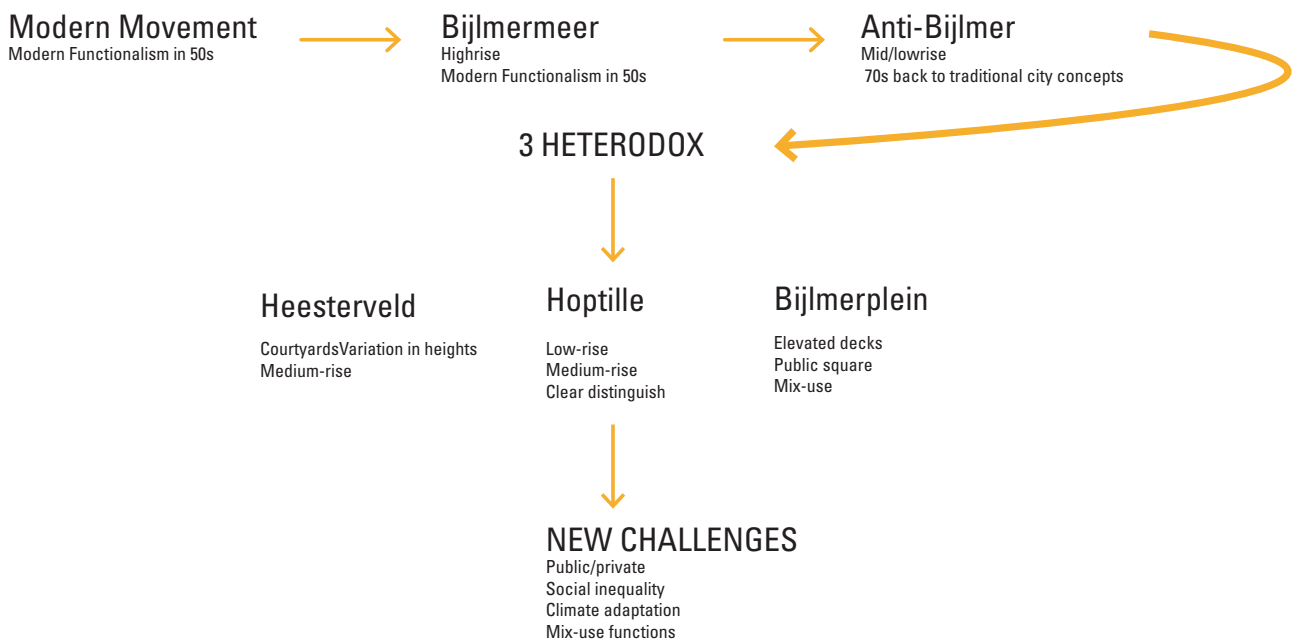 Modern Movement
Modern Functionalism in 50s
Bijlmermeer
Highrise
Modern Functionalism in 50s
Anti-Bijlmer
Mid/lowrise
70s back to traditional city concepts
3 HETERODOX
Heesterveld
CourtyardsVariation in heights
Medium-rise
Hoptille
Low-rise
Medium-rise
Clear distinguish
Bijlmerplein
Elevated decks
Public square
Mix-use
NEW CHALLENGES
Public/private
Social inequality
Climate adaptation
Mix-use functions